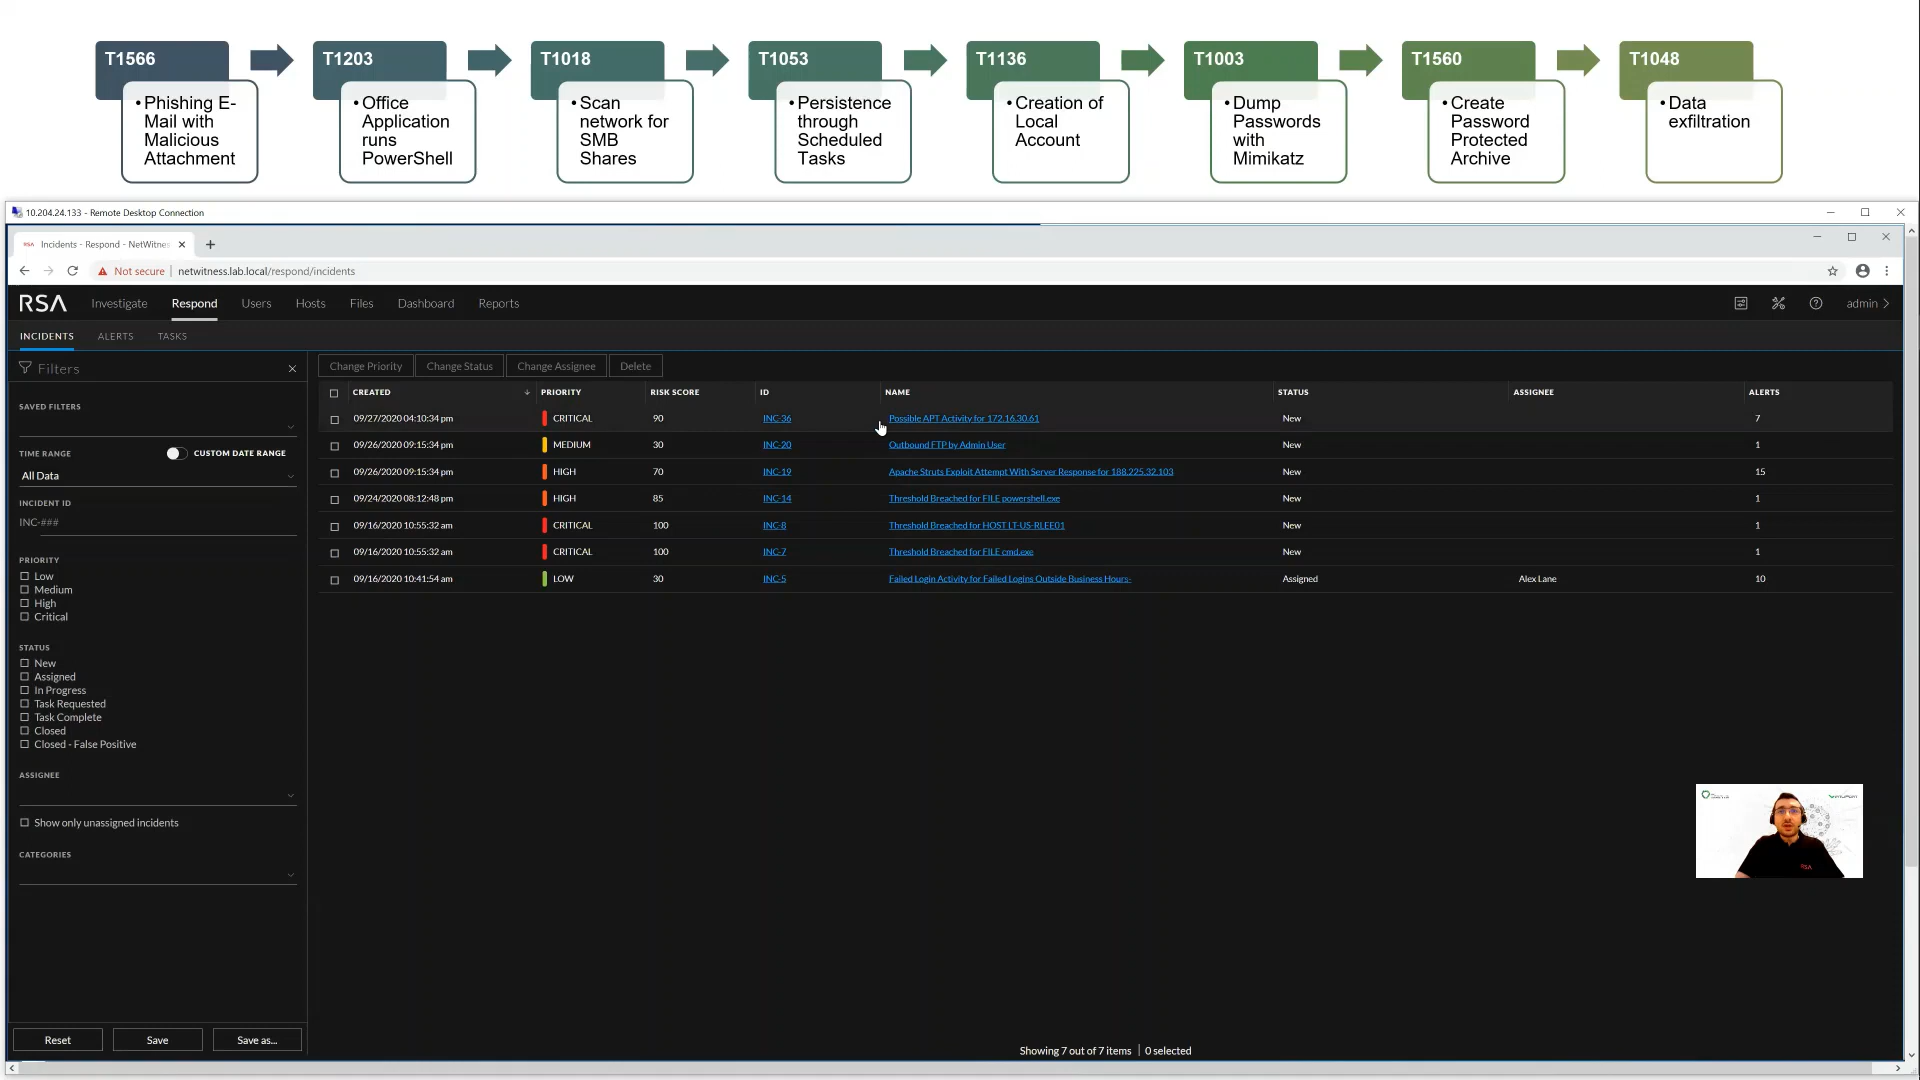 T1566
•Phishing E-
Mail with
Malicious
Attachment
T1203
•Office
Application
runs
PowerShell
T1018
•Scan
network for
SMB
Shares
T1053
•Persistence
through
Scheduled
Tasks
T1136
•Creation of
Local
Account
T1003
•Dump
Passwords
with
Mimikatz
T1560
•Create
Password
Protected
Archive
T1048
•Data
exfiltration
10.204.24.133 - Remote Desktop Connection
RSA Incidents - Respond - NetWitnes
Not secure | netwitness.lab.local/respond/incidents
RSA Investigate Respond Users Hosts Files Dashboard Reports admin
INCIDENTS ALERTS TASKS
Filters
SAVED FILTERS
TIME RANGE CUSTOM DATE RANGE
All Data
INCIDENT ID
INC-###
PRIORITY
Low
Medium
High
Critical
STATUS
New
Assigned
In Progress
Task Requested
Task Complete
Closed
Closed - False Positive
ASSIGNEE
Show only unassigned incidents
CATEGORIES
Reset Save Save as...
Change Priority Change Status Change Assignee Delete
CREATED PRIORITY RISK SCORE ID NAME STATUS ASSIGNEE ALERTS
09/27/2020 04:10:34 pm CRITICAL 90 INC-36 Possible APT Activity for 172.16.30.61 New 7
09/26/2020 09:15:34 pm MEDIUM 30 INC-20 Outbound FTP by Admin User New 1
09/26/2020 09:15:34 pm HIGH 70 INC-19 Apache Struts Exploit Attempt With Server Response for 188.225.32.103 New 15
09/24/2020 08:12:48 pm HIGH 85 INC-14 Threshold Breached for FILE powershell.exe New 1
09/16/2020 10:55:32 am CRITICAL 100 INC-8 Threshold Breached for HOST LT-US-RLEE01 New 1
09/16/2020 10:55:32 am CRITICAL 100 INC-7 Threshold Breached for FILE cmd.exe New 1
09/16/2020 10:41:54 am LOW 30 INC-5 Failed Login Activity for Failed Logins Outside Business Hours- Assigned Alex Lane 10
RSA
Showing 7 out of 7 items | 0 selected